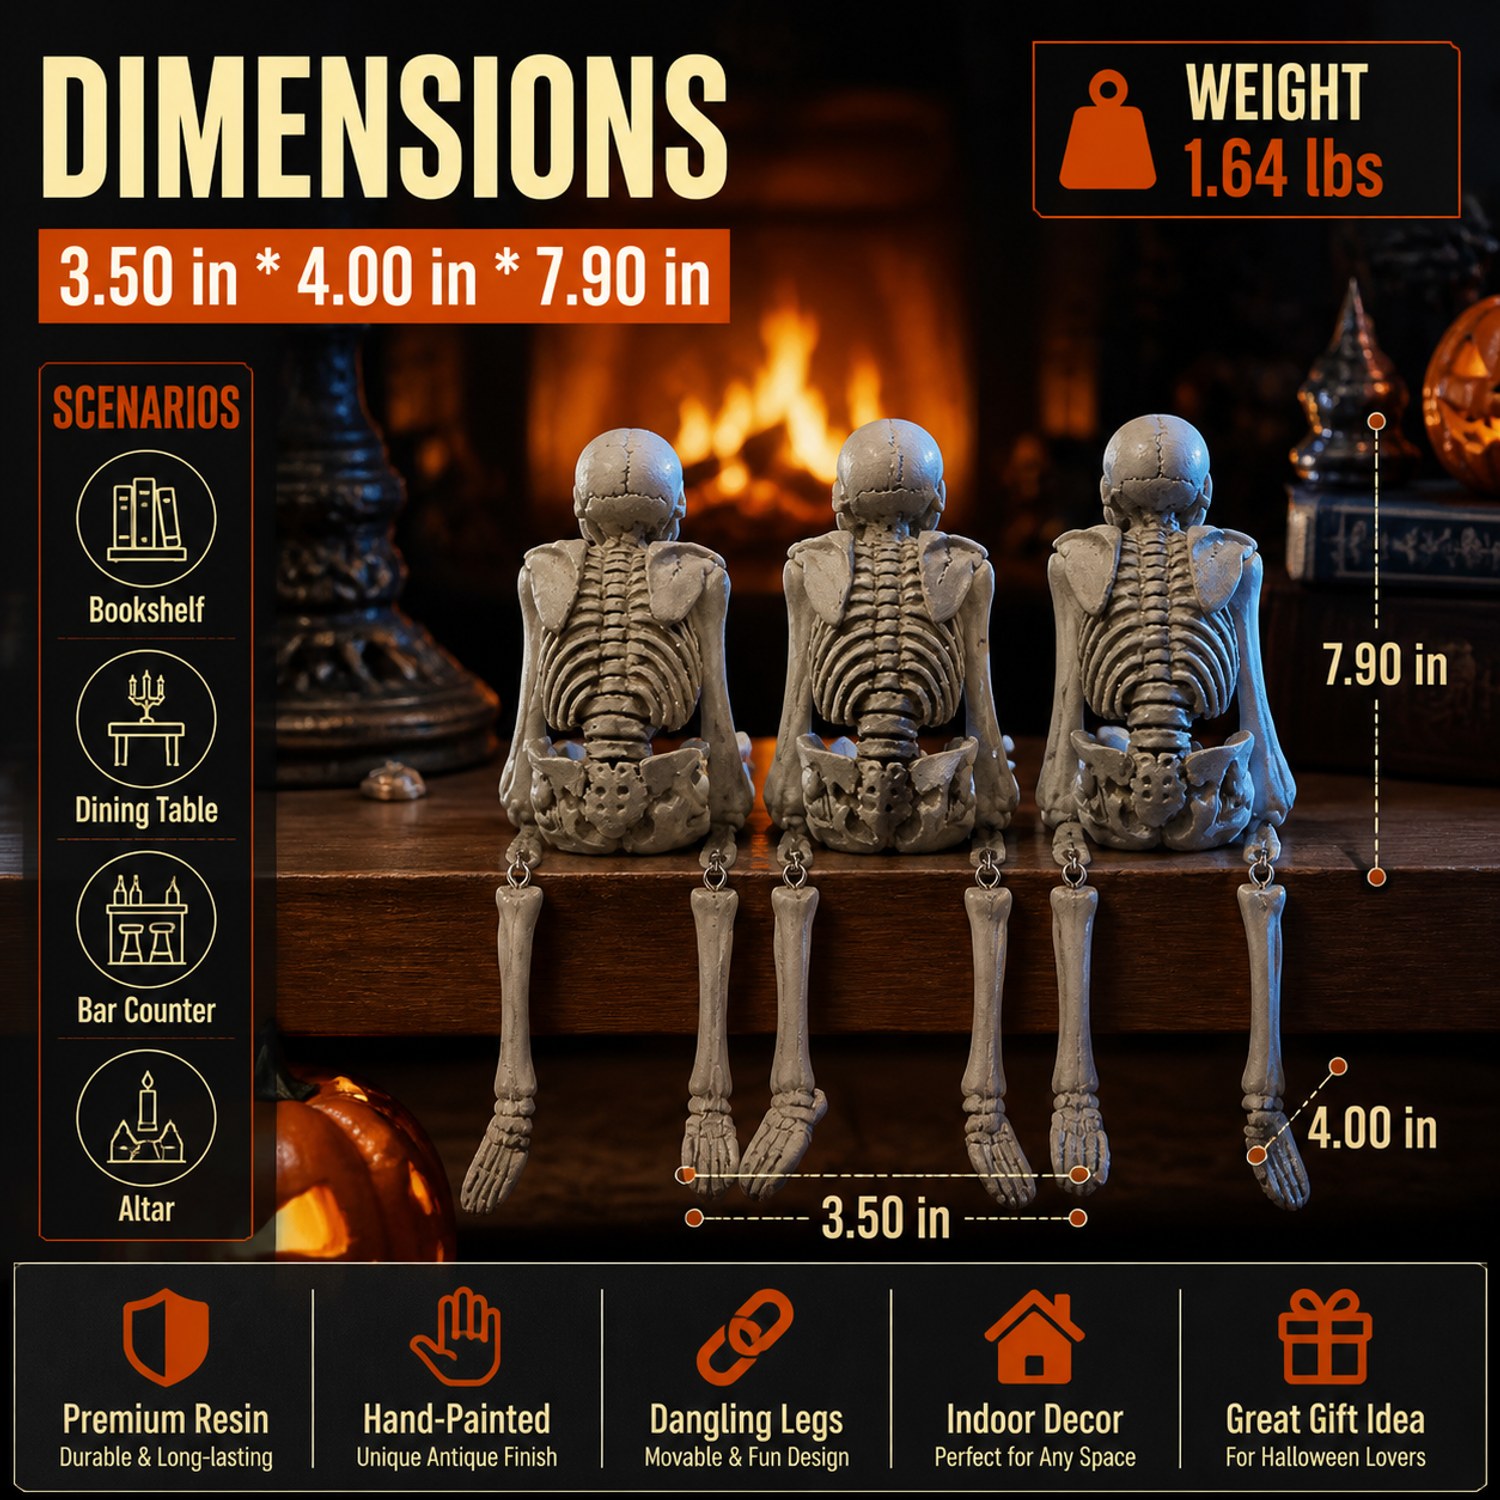 DIMENSIONS
3.50 in * 4.00 in * 7.90 in
WEIGHT
1.64 lbs
SCENARIOS
Bookshelf
Dining Table
Bar Counter
Altar
7.90 in
4.00 in
3.50 in
Premium Resin
Durable & Long-lasting
Hand-Painted
Unique Antique Finish
Dangling Legs
Movable & Fun Design
Indoor Decor
Perfect for Any Space
Great Gift Idea
For Halloween Lovers